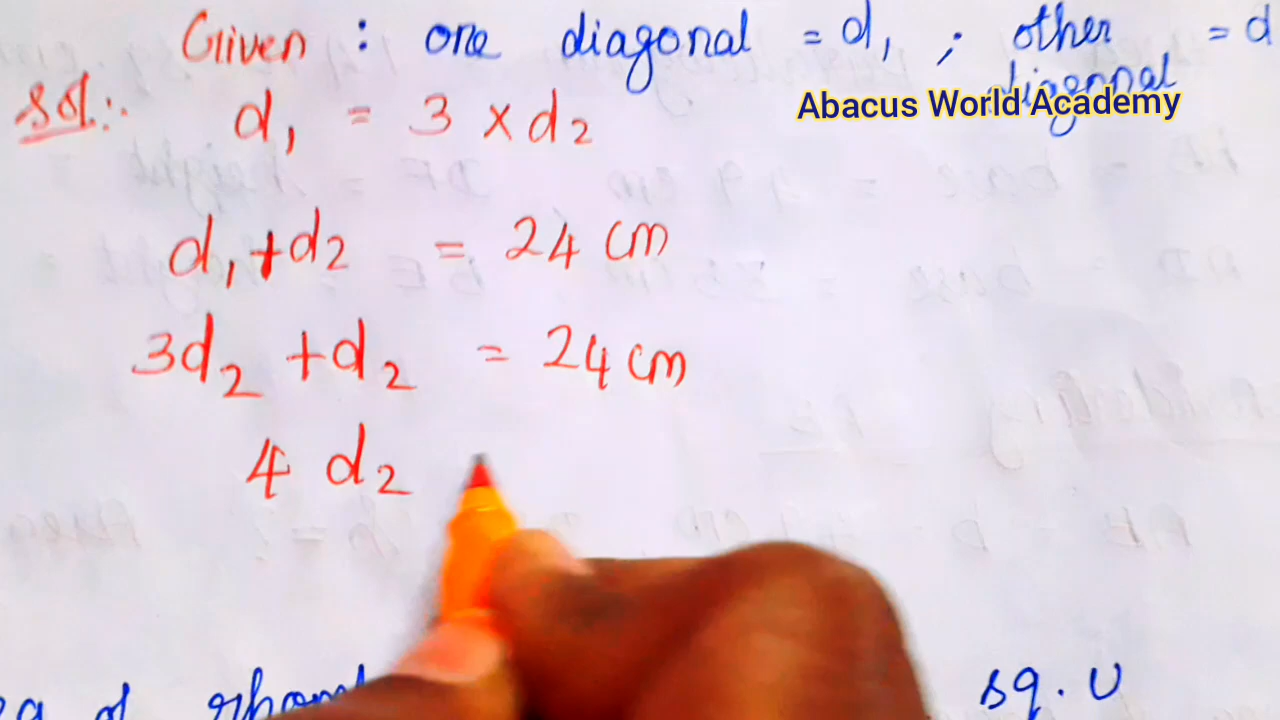 Given : one diagonal = d₁ ; other diagonal = d
Abacus World Academy
Sol:. d₁ = 3 × d₂
d₁ + d₂ = 24 cm
3d₂ + d₂ = 24 cm
4 d₂
of sq. U